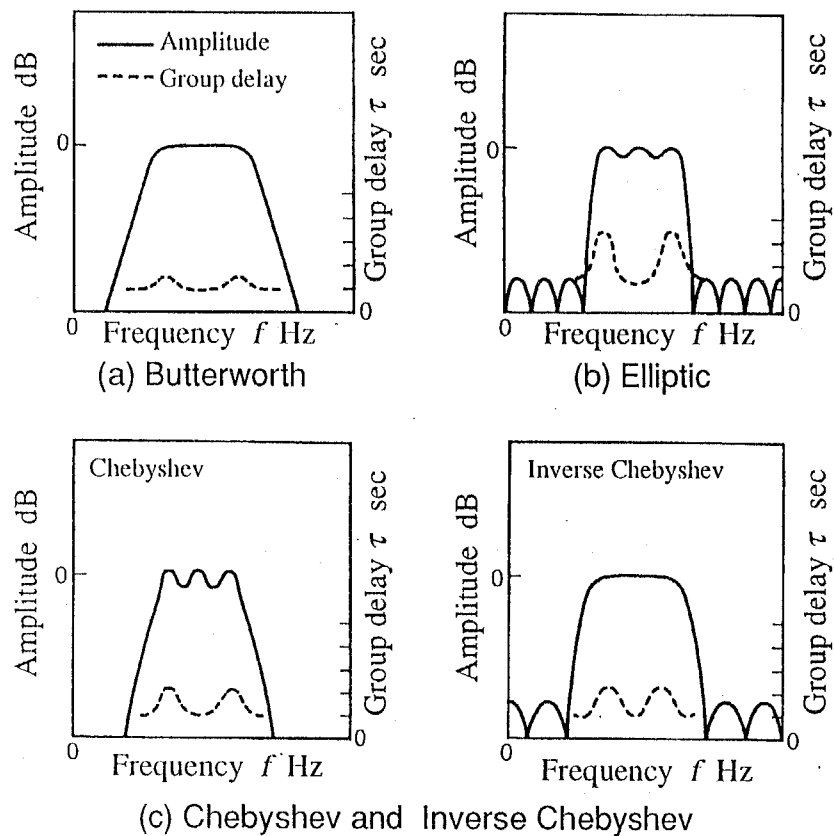 Amplitude
Group delay
Amplitude dB
0
Group delay τ sec
0
0
Frequency f Hz
(a) Butterworth
Amplitude dB
0
Group delay τ sec
0
0
Frequency f Hz
(b) Elliptic
Chebyshev
Amplitude dB
0
Group delay τ sec
0
0
Frequency f Hz
Inverse Chebyshev
Amplitude dB
0
Group delay τ sec
0
0
Frequency f Hz
(c) Chebyshev and Inverse Chebyshev